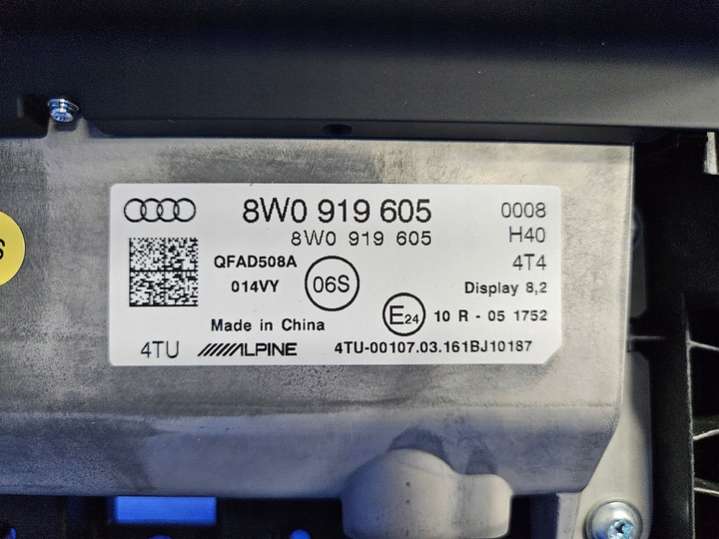 8W0 919 605 0008
8W0 919 605 H40
QFAD508A 06S 4T4
014VY Display 8,2
Made in China E24 10 R - 05 1752
4TU ALPINE 4TU-00107.03.161BJ10187
S